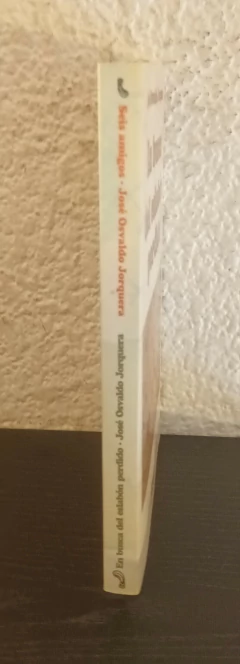 Seis amigos · José Osvaldo Jorquera
En busca del eslabón perdido · José Osvaldo Jorquera